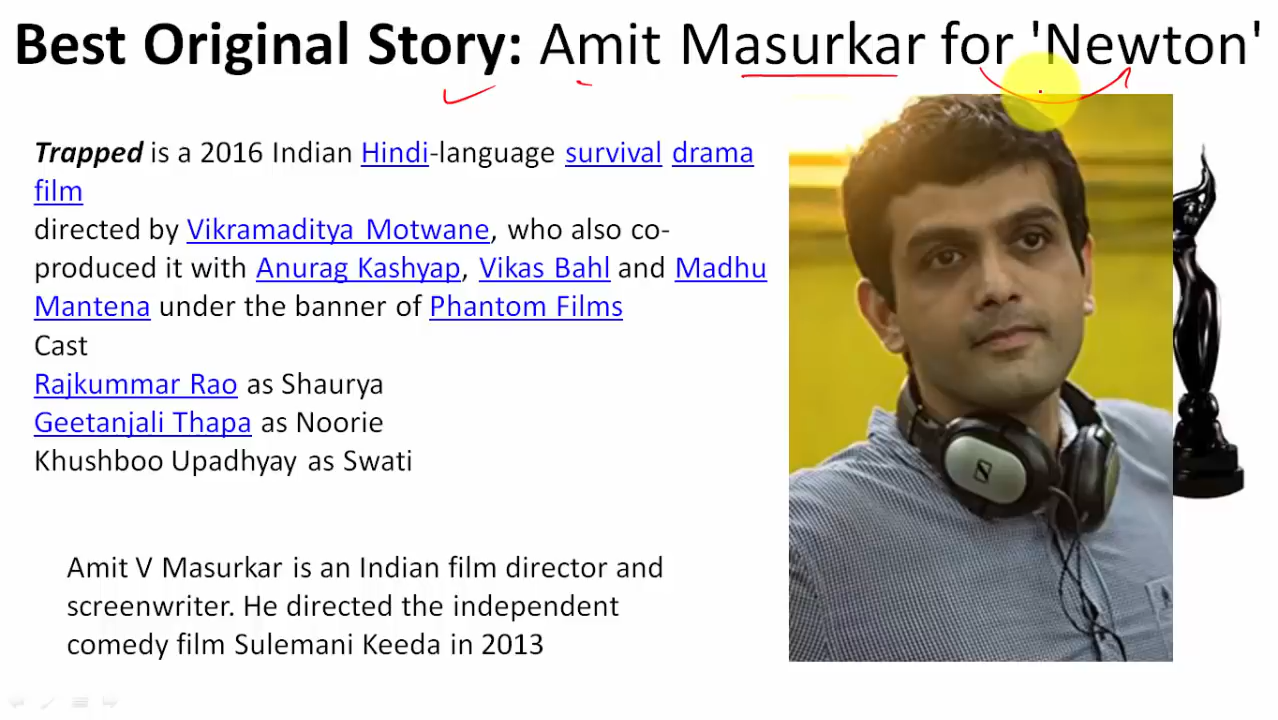 Best Original Story: Amit Masurkar for 'Newton'
Trapped is a 2016 Indian Hindi-language survival drama
film
directed by Vikramaditya Motwane, who also co-
produced it with Anurag Kashyap, Vikas Bahl and Madhu
Mantena under the banner of Phantom Films
Cast
Rajkummar Rao as Shaurya
Geetanjali Thapa as Noorie
Khushboo Upadhyay as Swati
Amit V Masurkar is an Indian film director and
screenwriter. He directed the independent
comedy film Sulemani Keeda in 2013